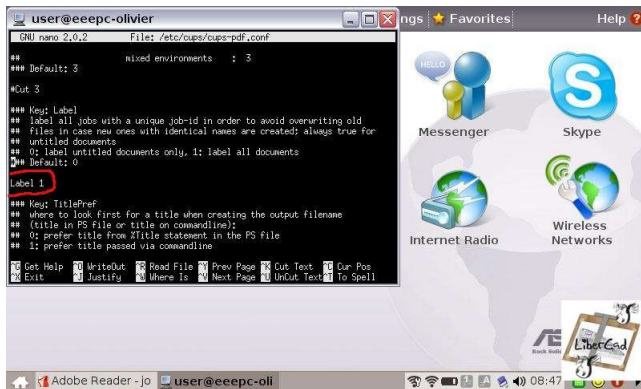 user@eeepc-olivier
GNU nano 2.0.2 File: /etc/cups/cups-pdf.conf
## mixed environments : 3
### Default: 3
#Cut 3
### Key: Label
## label all jobs with a unique job-id in order to avoid overwriting old
## files in case new ones with identical names are created; always true for
## untitled documents
## 0: label untitled documents only, 1: label all documents
### Default: 0
Label 1
### Key: TitlePref
## where to look first for a title when creating the output filename
## (title in PS file or title on commandline):
## 0: prefer title from %Title statement in the PS file
## 1: prefer title passed via commandline
^G Get Help ^O WriteOut ^R Read File ^Y Prev Page ^K Cut Text ^C Cur Pos
^X Exit ^J Justify ^W Where Is ^V Next Page ^U UnCut Text ^T To Spell
ngs Favorites Help
HELLO
Messenger Skype
Internet Radio Wireless
Networks
LiberCad
Adobe Reader - jo user@eeepc-oli 08:47